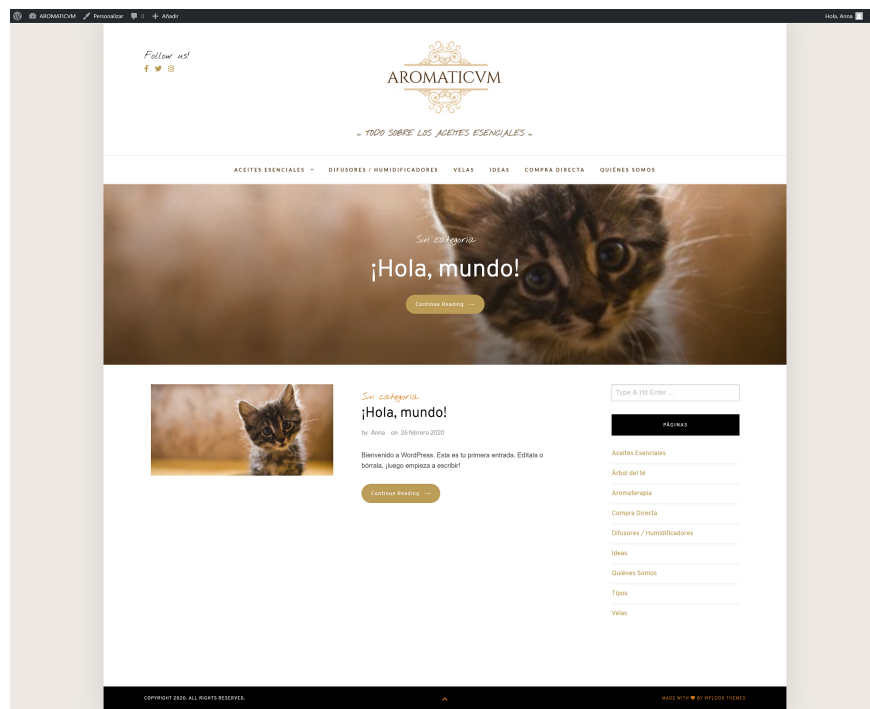 AROMATICVM Personalizar 0 Añadir Hola, Anna
Follow us!
AROMATICVM
~ TODO SOBRE LOS ACEITES ESENCIALES ~
ACEITES ESENCIALES DIFUSORES / HUMIDIFICADORES VELAS IDEAS COMPRA DIRECTA QUIÉNES SOMOS
Sin categoría
¡Hola, mundo!
Continue Reading →
Sin categoría
¡Hola, mundo!
by Anna on 26 febrero 2020
Bienvenido a WordPress. Esta es tu primera entrada. Edítala o
bórrala, ¡luego empieza a escribir!
Continue Reading →
Type & Hit Enter ...
PÁGINAS
Aceites Esenciales
Árbol del té
Aromaterapia
Compra Directa
Difusores / Humidificadores
Ideas
Quiénes Somos
Tipos
Velas
COPYRIGHT 2020. ALL RIGHTS RESERVED.
MADE WITH ♥ BY WPLOOK THEMES